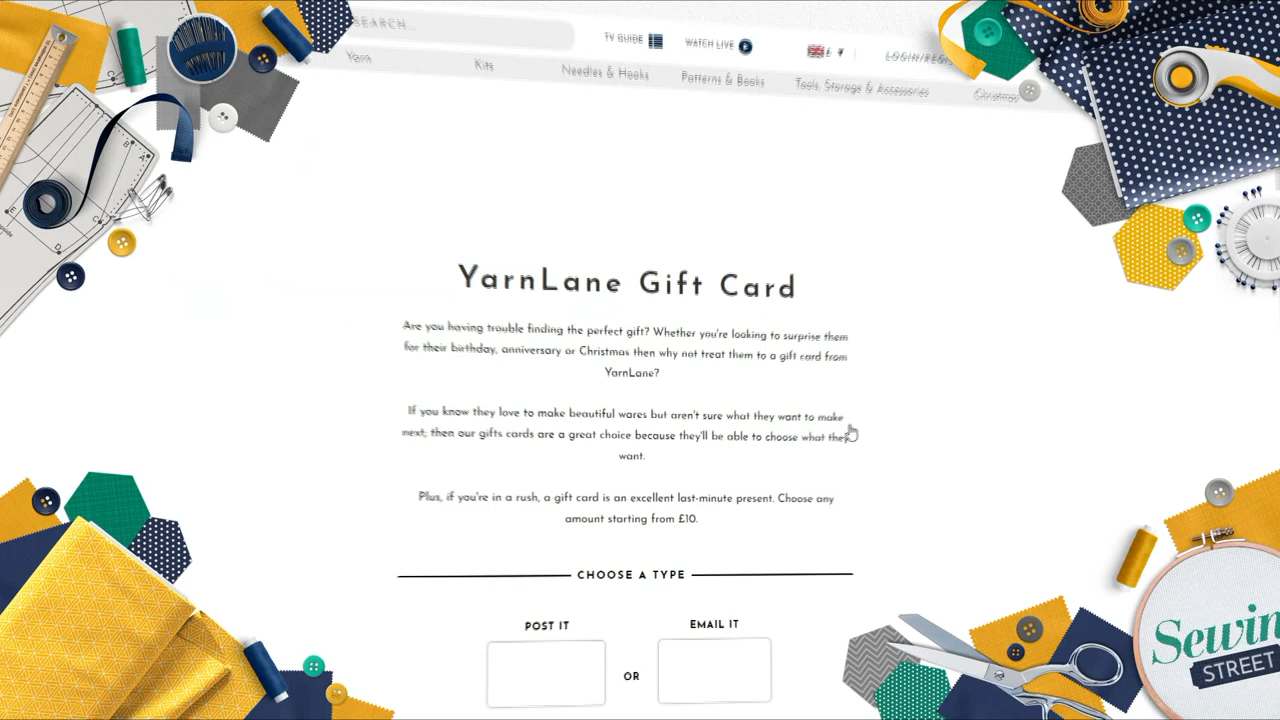 SEARCH...
TV GUIDE
WATCH LIVE
£
LOGIN/REG
Yarn
Kits
Needles & Hooks
Patterns & Books
Tools, Storage & Accessories
Christmas
YarnLane Gift Card
Are you having trouble finding the perfect gift? Whether you're looking to surprise them
for their birthday, anniversary or Christmas then why not treat them to a gift card from
YarnLane?
If you know they love to make beautiful wares but aren't sure what they want to make
next; then our gifts cards are a great choice because they'll be able to choose what they
want.
Plus, if you're in a rush, a gift card is an excellent last-minute present. Choose any
amount starting from £10.
CHOOSE A TYPE
POST IT
EMAIL IT
OR
Sewin
STREET
A
B
C
D
E